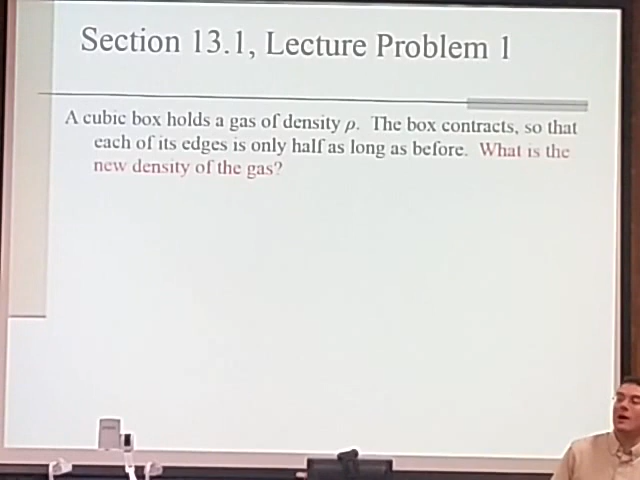 Section 13.1, Lecture Problem 1
A cubic box holds a gas of density ρ. The box contracts, so that
each of its edges is only half as long as before. What is the
new density of the gas?